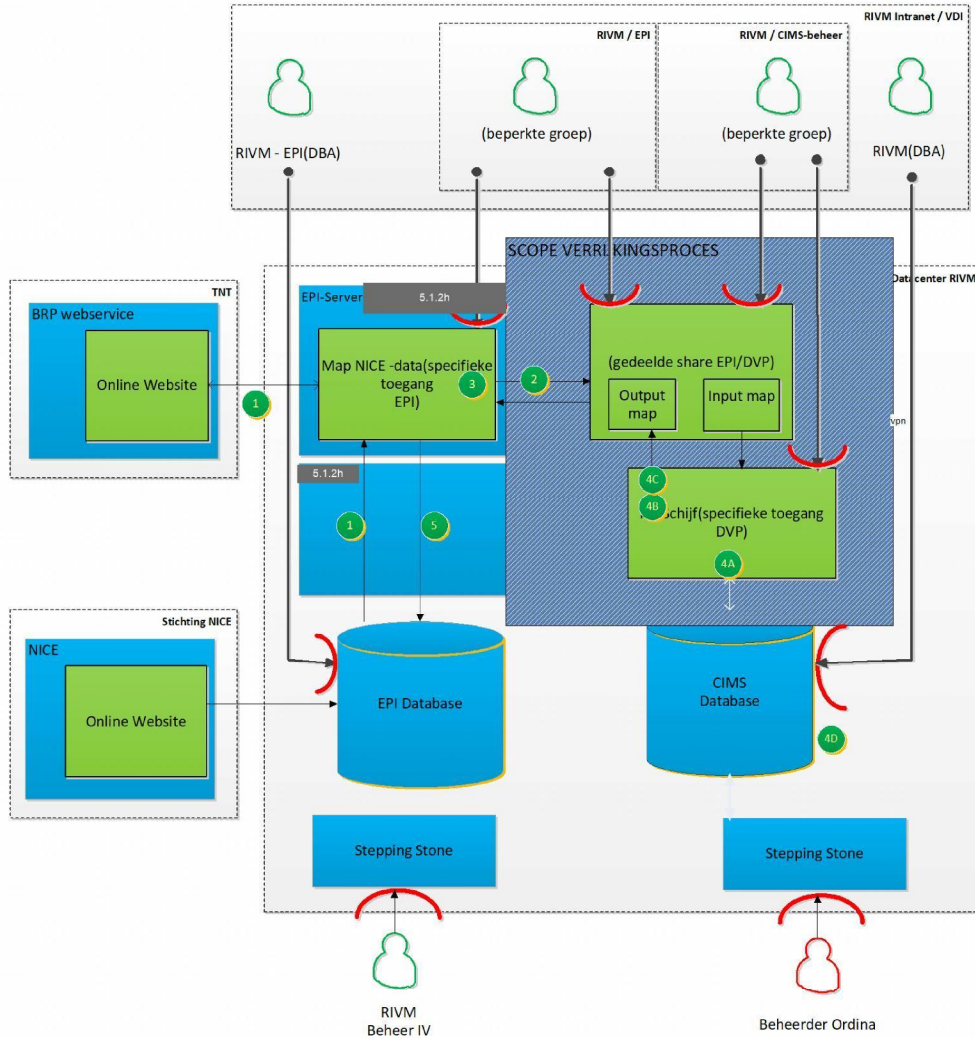 RIVM Intranet / VDI
RIVM / EPI
RIVM / CIMS-beheer
(beperkte groep)
(beperkte groep)
RIVM - EPI(DBA)
RIVM(DBA)
SCOPE VERRIJKINGSPROCES
Datacenter RIVM
TNT
EPI-Server
5.1.2h
BRP webservice
Online Website
1
Map NICE -data(specifieke
toegang
EPI)
3
2
(gedeelde share EPI/DVP)
Output
map
Input map
vpn
5.1.2h
4C
4B
schijf(specifieke toegang
DVP)
1
5
4A
Stichting NICE
NICE
Online Website
EPI Database
CIMS
Database
4D
Stepping Stone
Stepping Stone
RIVM
Beheer IV
Beheerder Ordina